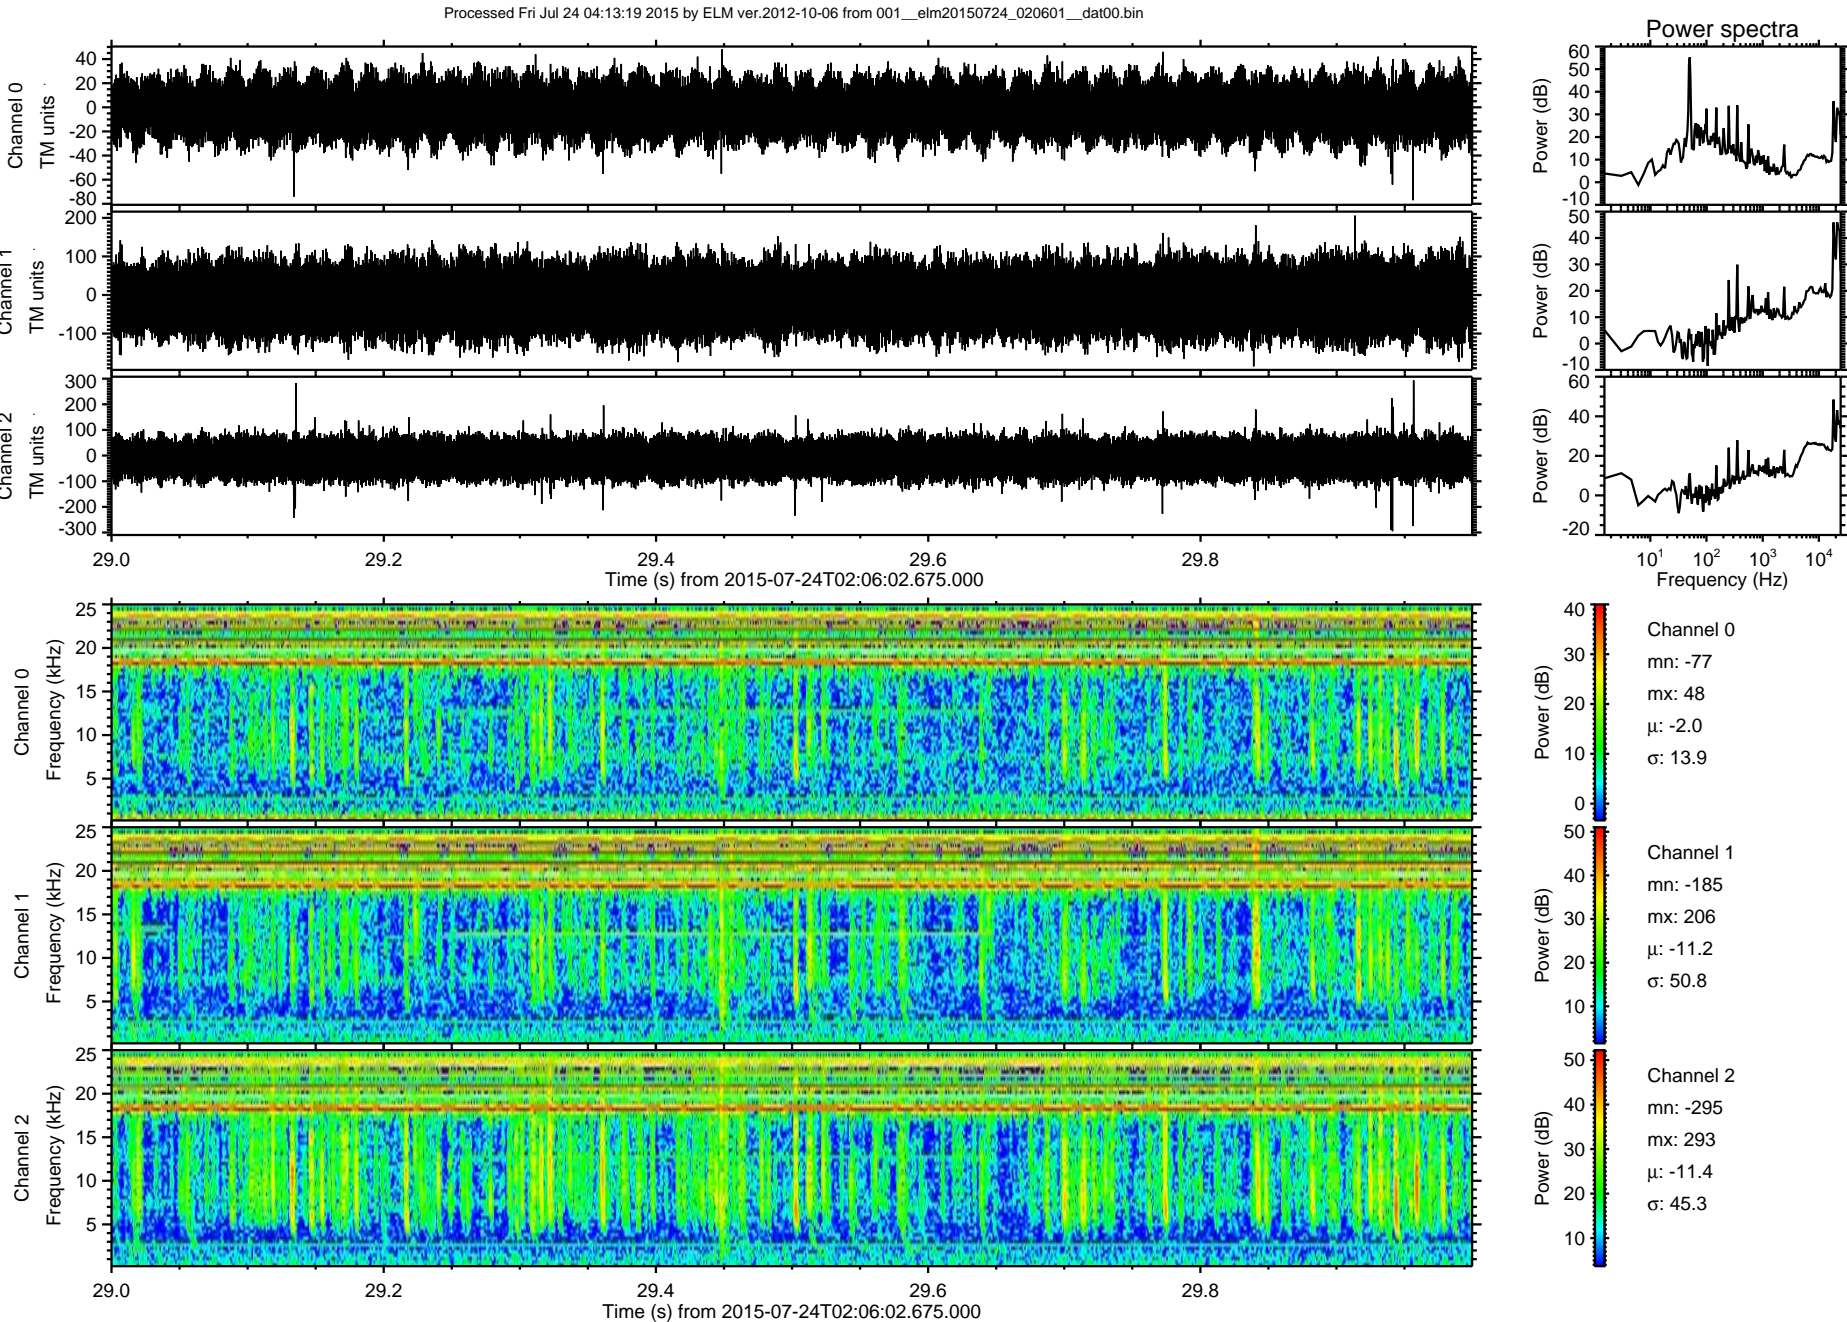 Processed Fri Jul 24 04:13:19 2015 by ELM ver.2012-10-06 from 001__elm20150724_020601__dat00.bin
Power spectra
Channel 0
TM units
40
20
0
-20
-40
-60
-80
Power (dB)
60
50
40
30
20
10
0
-10
Channel 1
TM units
200
100
0
-100
Power (dB)
50
40
30
20
10
0
-10
Channel 2
TM units
300
200
100
0
-100
-200
-300
Power (dB)
60
40
20
0
-20
29.0 29.2 29.4 29.6 29.8
Time (s) from 2015-07-24T02:06:02.675.000
10^1 10^2 10^3 10^4
Frequency (Hz)
Channel 0
Frequency (kHz)
25
20
15
10
5
Power (dB)
40
30
20
10
0
Channel 0
mn: -77
mx: 48
μ: -2.0
σ: 13.9
Channel 1
Frequency (kHz)
25
20
15
10
5
Power (dB)
50
40
30
20
10
Channel 1
mn: -185
mx: 206
μ: -11.2
σ: 50.8
Channel 2
Frequency (kHz)
25
20
15
10
5
Power (dB)
50
40
30
20
10
Channel 2
mn: -295
mx: 293
μ: -11.4
σ: 45.3
29.0 29.2 29.4 29.6 29.8
Time (s) from 2015-07-24T02:06:02.675.000